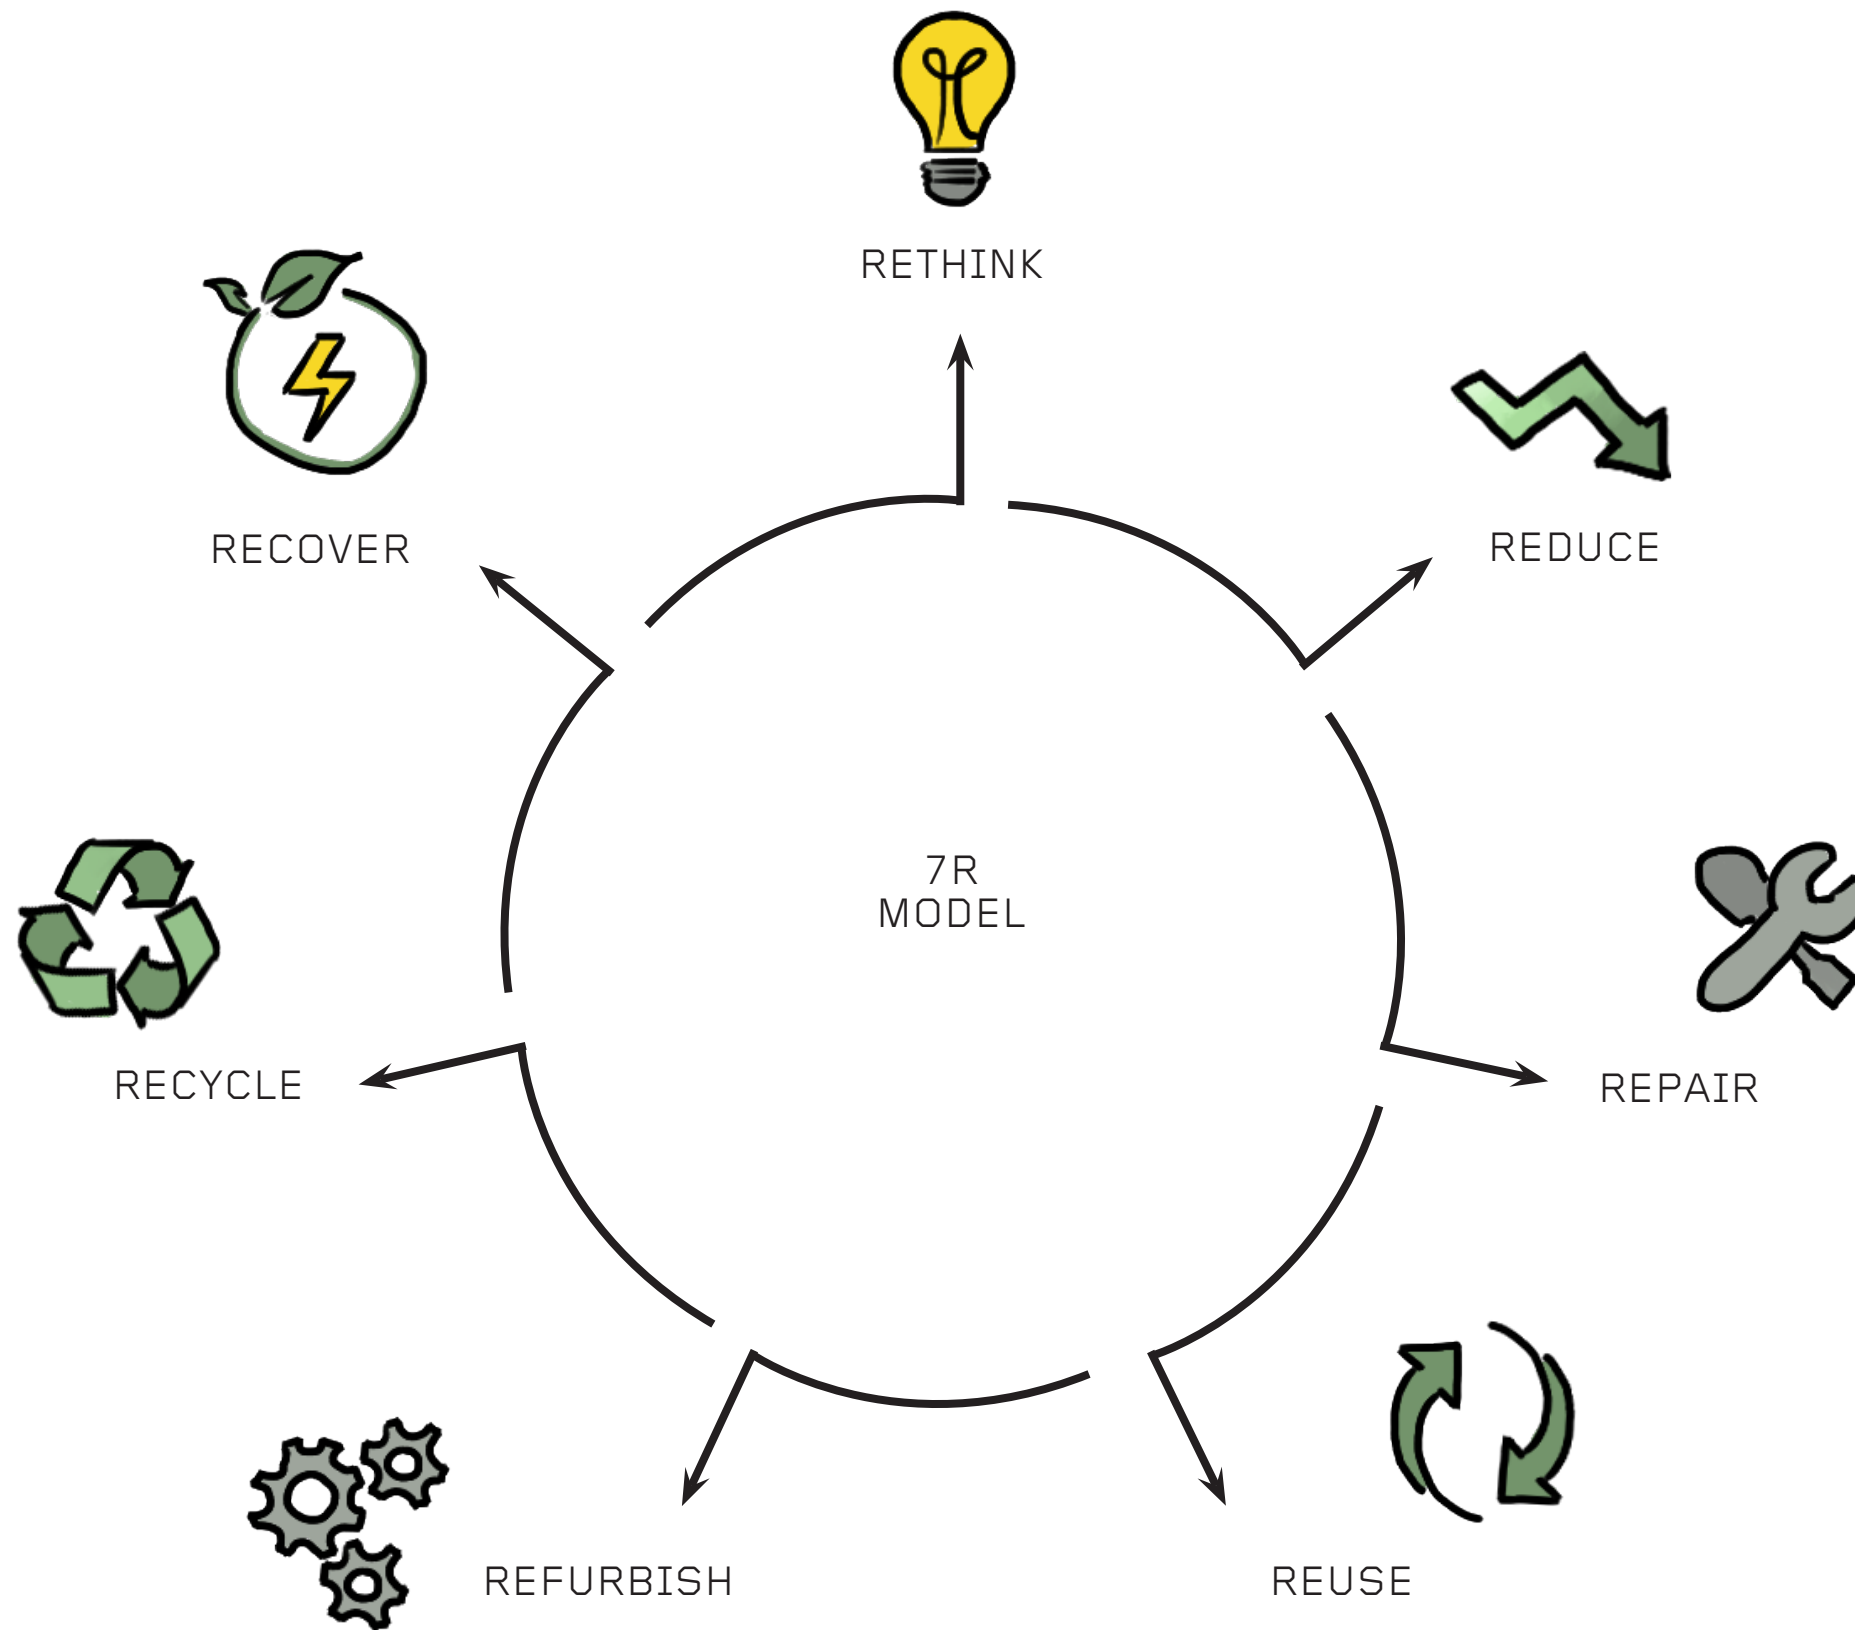 RETHINK
REDUCE
RECOVER
7R
MODEL
RECYCLE
REPAIR
REFURBISH
REUSE